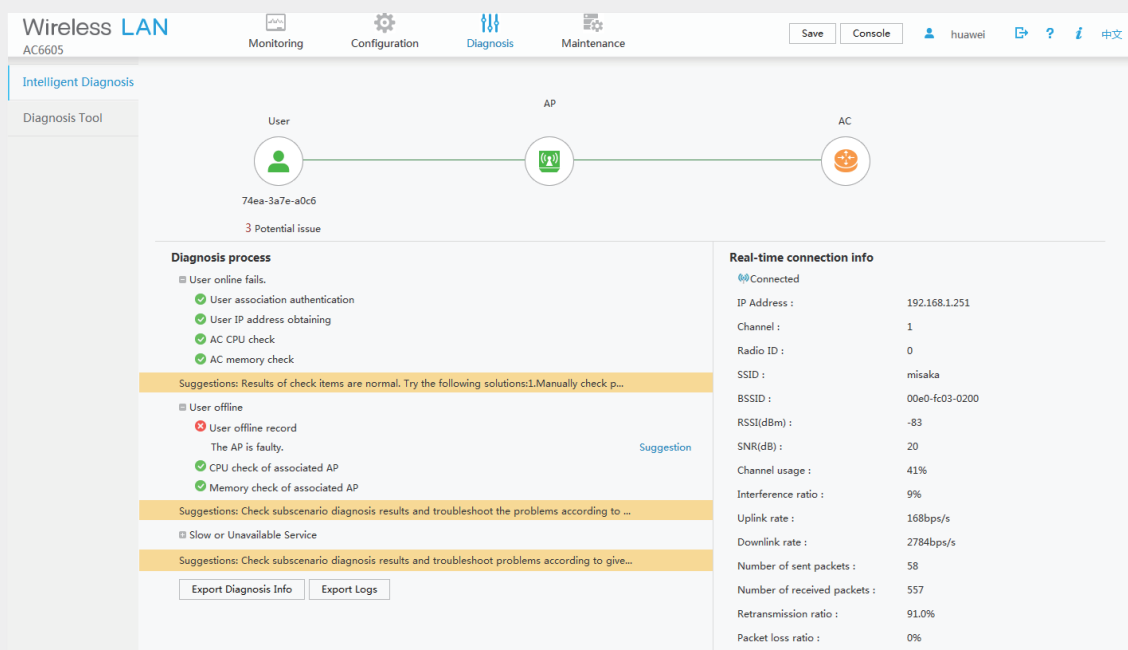 Wireless LAN
AC6605
Monitoring
Configuration
Diagnosis
Maintenance
Save
Console
huawei
?
i
中文
Intelligent Diagnosis
Diagnosis Tool
User
AP
AC
74ea-3a7e-a0c6
3 Potential issue
Diagnosis process
User online fails.
User association authentication
User IP address obtaining
AC CPU check
AC memory check
Suggestions: Results of check items are normal. Try the following solutions:1.Manually check p...
User offline
User offline record
The AP is faulty.
Suggestion
CPU check of associated AP
Memory check of associated AP
Suggestions: Check subscenario diagnosis results and troubleshoot the problems according to ...
Slow or Unavailable Service
Suggestions: Check subscenario diagnosis results and troubleshoot problems according to give...
Export Diagnosis Info
Export Logs
Real-time connection info
Connected
IP Address : 192.168.1.251
Channel : 1
Radio ID : 0
SSID : misaka
BSSID : 00e0-fc03-0200
RSSI(dBm) : -83
SNR(dB) : 20
Channel usage : 41%
Interference ratio : 9%
Uplink rate : 168bps/s
Downlink rate : 2784bps/s
Number of sent packets : 58
Number of received packets : 557
Retransmission ratio : 91.0%
Packet loss ratio : 0%